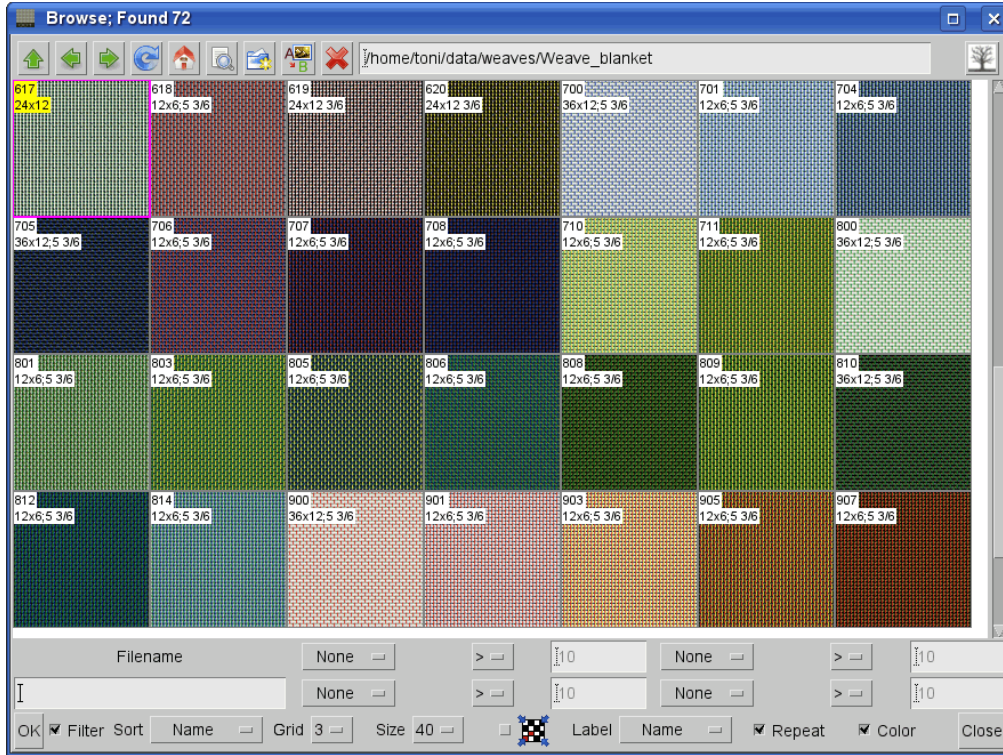 Browse; Found 72
A B
/home/toni/data/weaves/Weave_blanket
617 618 619 620 700 701 704
24x12 12x6;5 3/6 24x12 3/6 24x12 3/6 36x12;5 3/6 12x6;5 3/6 12x6;5 3/6
705 706 707 708 710 711 800
36x12;5 3/6 12x6;5 3/6 12x6;5 3/6 12x6;5 3/6 12x6;5 3/6 12x6;5 3/6 36x12;5 3/6
801 803 805 806 808 809 810
12x6;5 3/6 12x6;5 3/6 12x6;5 3/6 12x6;5 3/6 12x6;5 3/6 12x6;5 3/6 36x12;5 3/6
812 814 900 901 903 905 907
12x6;5 3/6 12x6;5 3/6 36x12;5 3/6 12x6;5 3/6 12x6;5 3/6 12x6;5 3/6 12x6;5 3/6
Filename None > 10 None > 10
None > 10 None > 10
OK Filter Sort Name Grid 3 Size 40 Label Name Repeat Color Close